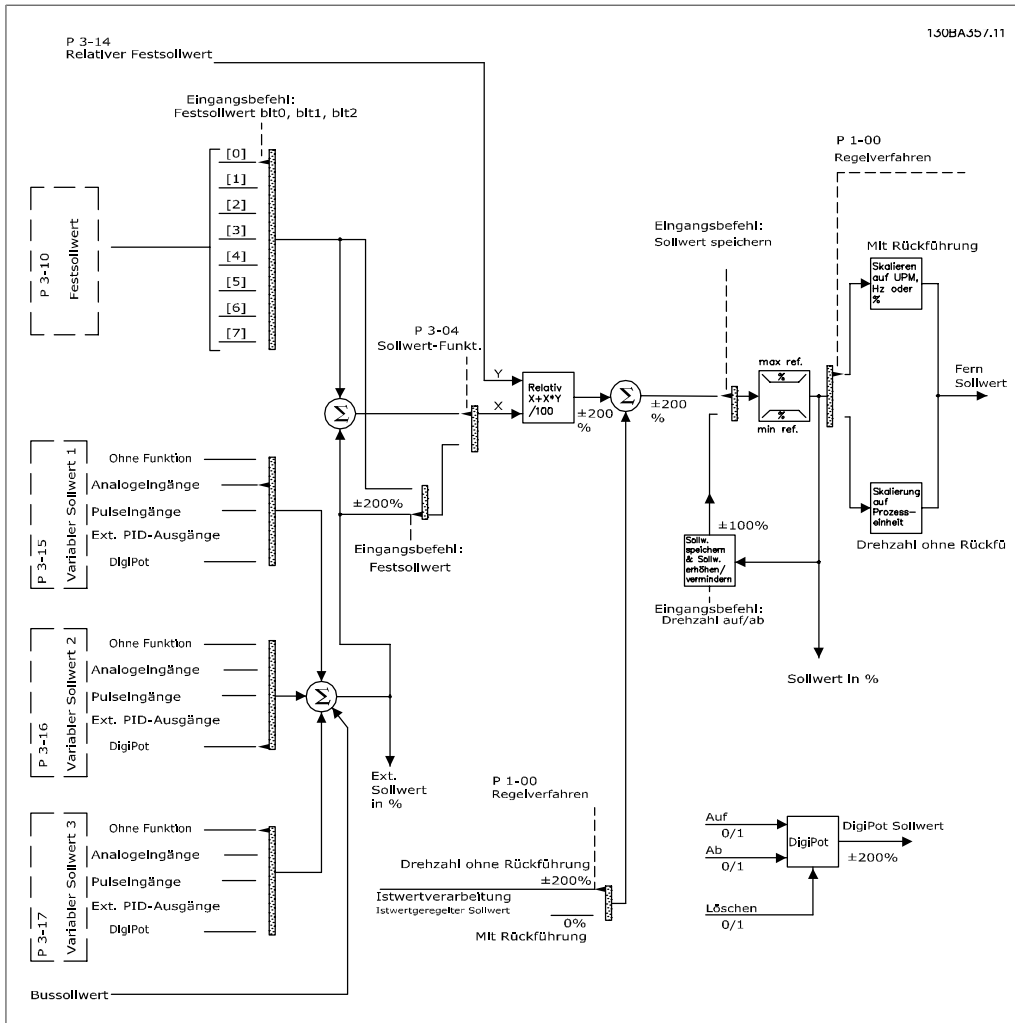 130BA357.11
P 3-14
Relativer Festsollwert
Eingangsbefehl:
Festsollwert bit0, bit1, bit2
P 1-00
Regelverfahren
[0]
[1]
[2]
[3]
[4]
[5]
[6]
[7]
P 3-10
Festsollwert
Eingangsbefehl:
Sollwert speichern
Mit Rückführung
Skalieren
auf UPM,
Hz oder
%
P 3-04
Sollwert-Funkt.
max ref.
%
%
min ref.
Fern
Sollwert
Y
X
Relativ
X+X*Y
/100
±200
%
Σ
±200
%
Σ
P 3-15
Variabler Sollwert 1
Ohne Funktion
Analogeingänge
Pulseingänge
Ext. PID-Ausgänge
DigiPot
±200%
Eingangsbefehl:
Festsollwert
±100%
Sollw.
speichern
& Sollw.
erhöhen/
vermindern
Eingangsbefehl:
Drehzahl auf/ab
Skalierung
auf
Prozess-
einheit
Drehzahl ohne Rückfü
Sollwert in %
P 3-16
Variabler Sollwert 2
Ohne Funktion
Analogeingänge
Pulseingänge
Ext. PID-Ausgänge
DigiPot
Σ
Ext.
Sollwert
in %
P 1-00
Regelverfahren
P 3-17
Variabler Sollwert 3
Ohne Funktion
Analogeingänge
Pulseingänge
Ext. PID-Ausgänge
DigiPot
Drehzahl ohne Rückführung
±200%
Istwertverarbeitung
Istwertgeregelter Sollwert
0%
Mit Rückführung
Auf
0/1
Ab
0/1
DigiPot
DigiPot Sollwert
±200%
Löschen
0/1
Bussollwert